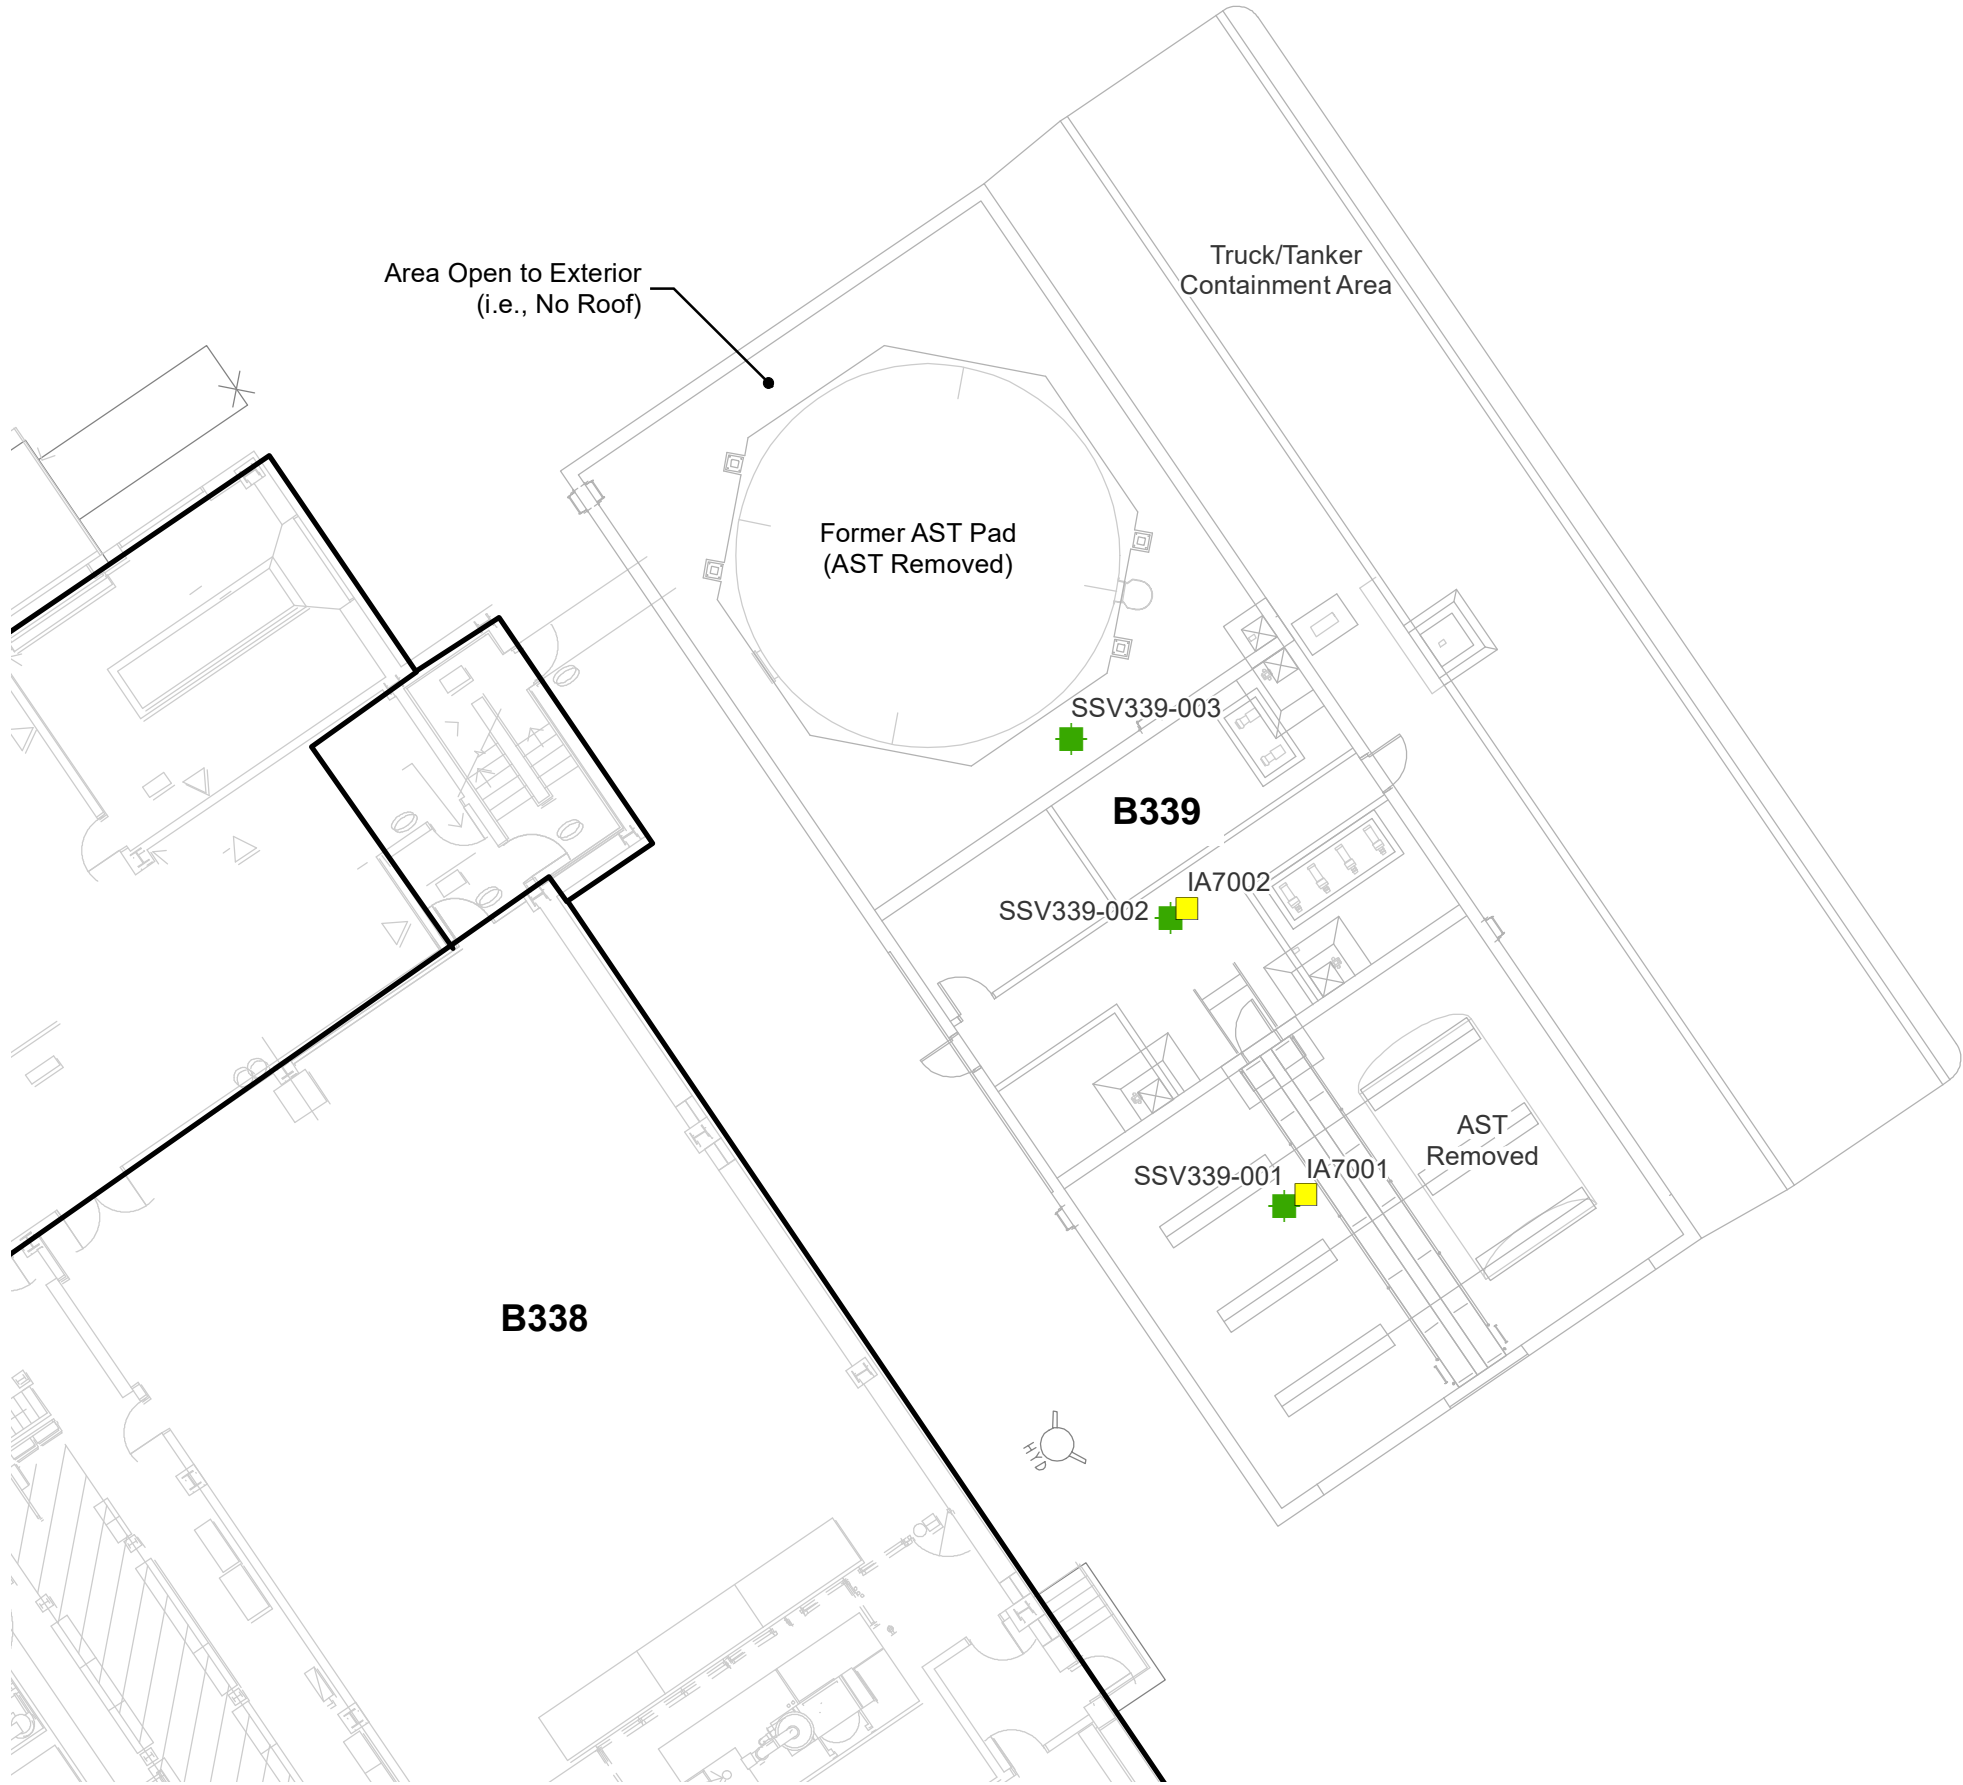 Truck/Tanker
Containment Area
Area Open to Exterior
(i.e., No Roof)
Former AST Pad
(AST Removed)
SSV339-003
B339
IA7002
SSV339-002
AST
Removed
SSV339-001
IA7001
B338
HYD